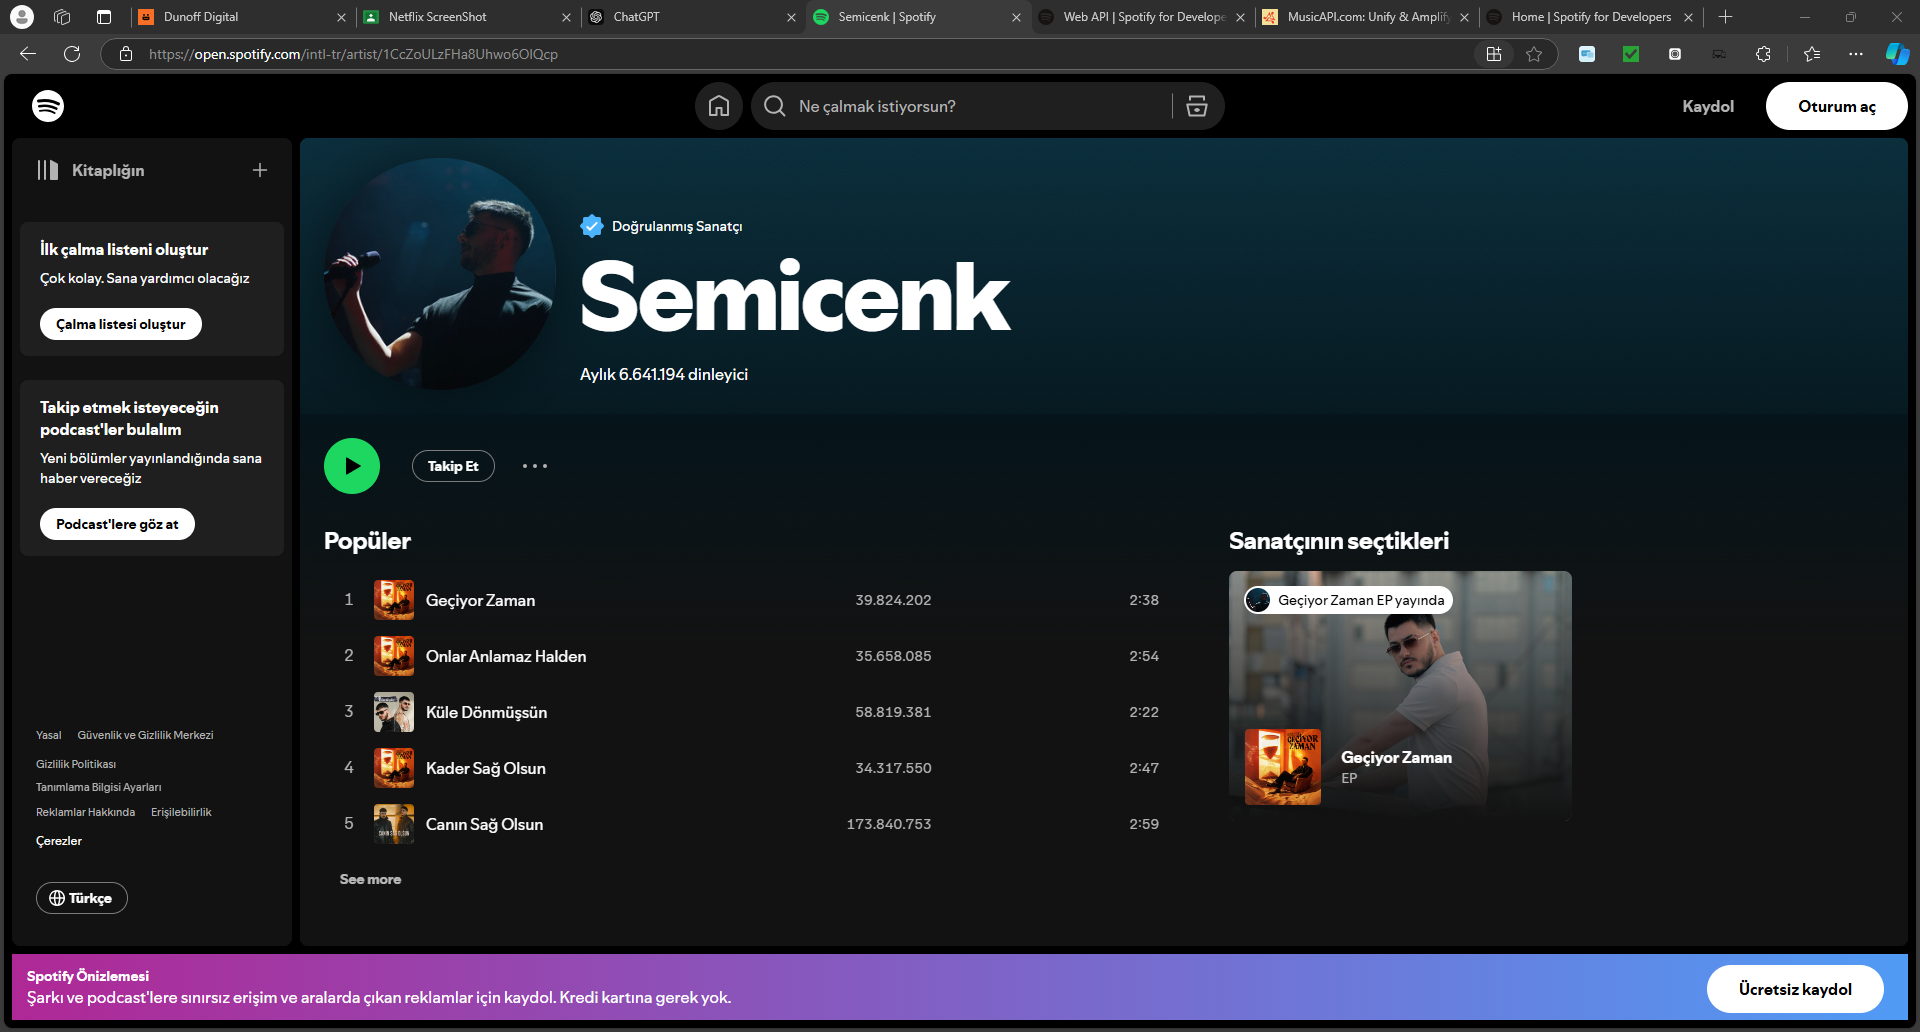 Dunoff Digital
Netflix ScreenShot
ChatGPT
Semicenk | Spotify
Web API | Spotify for Develope
MusicAPI.com: Unify & Amplify
Home | Spotify for Developers
https://open.spotify.com/intl-tr/artist/1CcZoULzFHa8Uhwo6OlQcp
Ne çalmak istiyorsun?
Kaydol
Oturum aç
Kitaplığın
İlk çalma listeni oluştur
Çok kolay. Sana yardımcı olacağız
Çalma listesi oluştur
Takip etmek isteyeceğin
podcast'ler bulalım
Yeni bölümler yayınlandığında sana
haber vereceğiz
Podcast'lere göz at
Yasal Güvenlik ve Gizlilik Merkezi
Gizlilik Politikası
Tanımlama Bilgisi Ayarları
Reklamlar Hakkında Erişilebilirlik
Çerezler
Türkçe
Doğrulanmış Sanatçı
Semicenk
Aylık 6.641.194 dinleyici
Takip Et
Popüler
1 Geçiyor Zaman 39.824.202 2:38
2 Onlar Anlamaz Halden 35.658.085 2:54
3 Küle Dönmüşsün 58.819.381 2:22
4 Kader Sağ Olsun 34.317.550 2:47
5 Canın Sağ Olsun 173.840.753 2:59
See more
Sanatçının seçtikleri
Geçiyor Zaman EP yayında
GEÇİYOR
ZAMAN
Geçiyor Zaman
EP
Spotify Önizlemesi
Şarkı ve podcast'lere sınırsız erişim ve aralarda çıkan reklamlar için kaydol. Kredi kartına gerek yok.
Ücretsiz kaydol